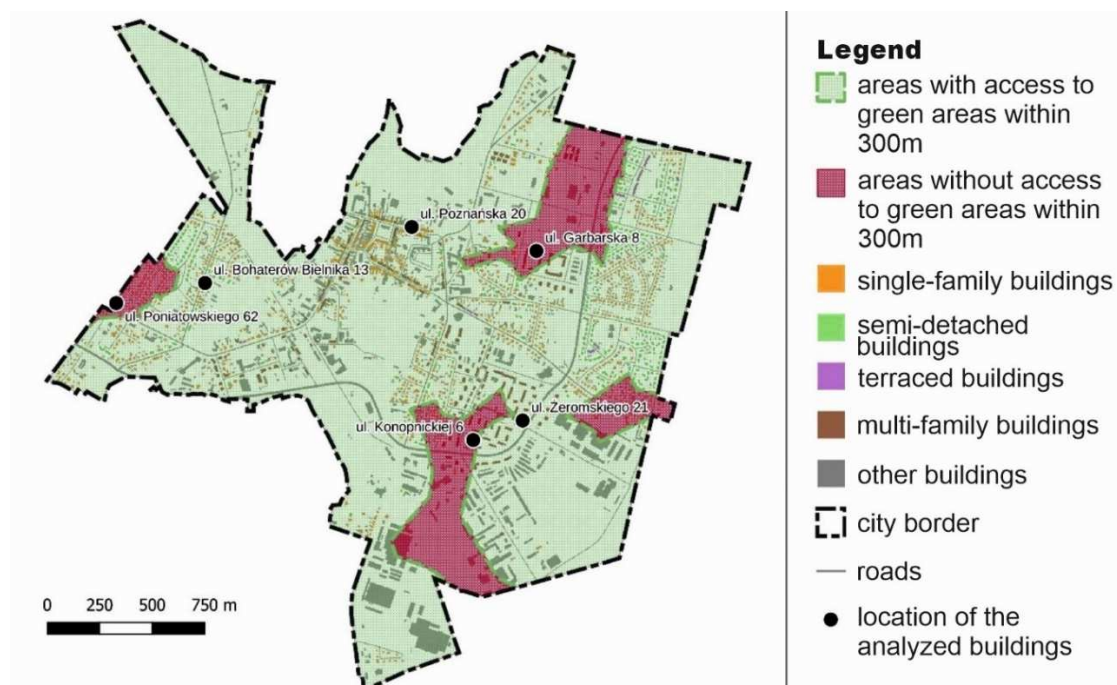 ul. Poznańska 20
ul. Garbarska 8
ul. Bohaterów Bielnika 13
ul. Poniatowskiego 62
ul. Żeromskiego 21
ul. Konopnickiej 6
0 250 500 750 m
Legend
areas with access to
green areas within
300m
areas without access
to green areas within
300m
single-family buildings
semi-detached
buildings
terraced buildings
multi-family buildings
other buildings
city border
roads
location of the
analyzed buildings